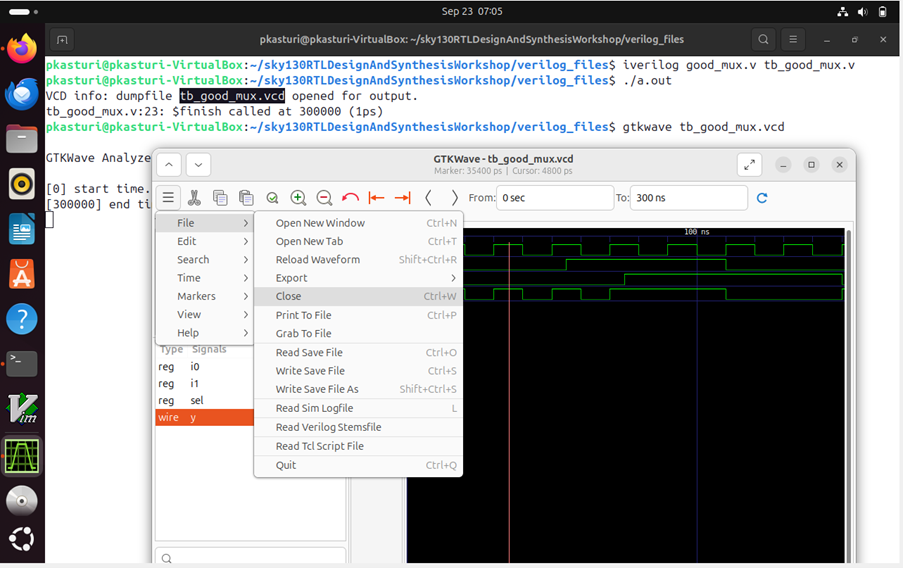 Sep 23 07:05
pkasturi@pkasturi-VirtualBox: ~/sky130RTLDesignAndSynthesisWorkshop/verilog_files
pkasturi@pkasturi-VirtualBox:~/sky130RTLDesignAndSynthesisWorkshop/verilog_files$ iverilog good_mux.v tb_good_mux.v
pkasturi@pkasturi-VirtualBox:~/sky130RTLDesignAndSynthesisWorkshop/verilog_files$ ./a.out
VCD info: dumpfile tb_good_mux.vcd opened for output.
tb_good_mux.v:23: $finish called at 300000 (1ps)
pkasturi@pkasturi-VirtualBox:~/sky130RTLDesignAndSynthesisWorkshop/verilog_files$ gtkwave tb_good_mux.vcd
GTKWave Analyze
[0] start time.
[300000] end ti
GTKWave - tb_good_mux.vcd
Marker: 35400 ps | Cursor: 4800 ps
From: 0 sec To: 300 ns
File
Edit
Search
Time
Markers
View
Help
Open New Window Ctrl+N
Open New Tab Ctrl+T
Reload Waveform Shift+Ctrl+R
Export
Close Ctrl+W
Print To File Ctrl+P
Grab To File
Read Save File Ctrl+O
Write Save File Ctrl+S
Write Save File As Shift+Ctrl+S
Read Sim Logfile L
Read Verilog Stemsfile
Read Tcl Script File
Quit Ctrl+Q
Type Signals
reg i0
reg i1
reg sel
wire y
100 ns
Vim